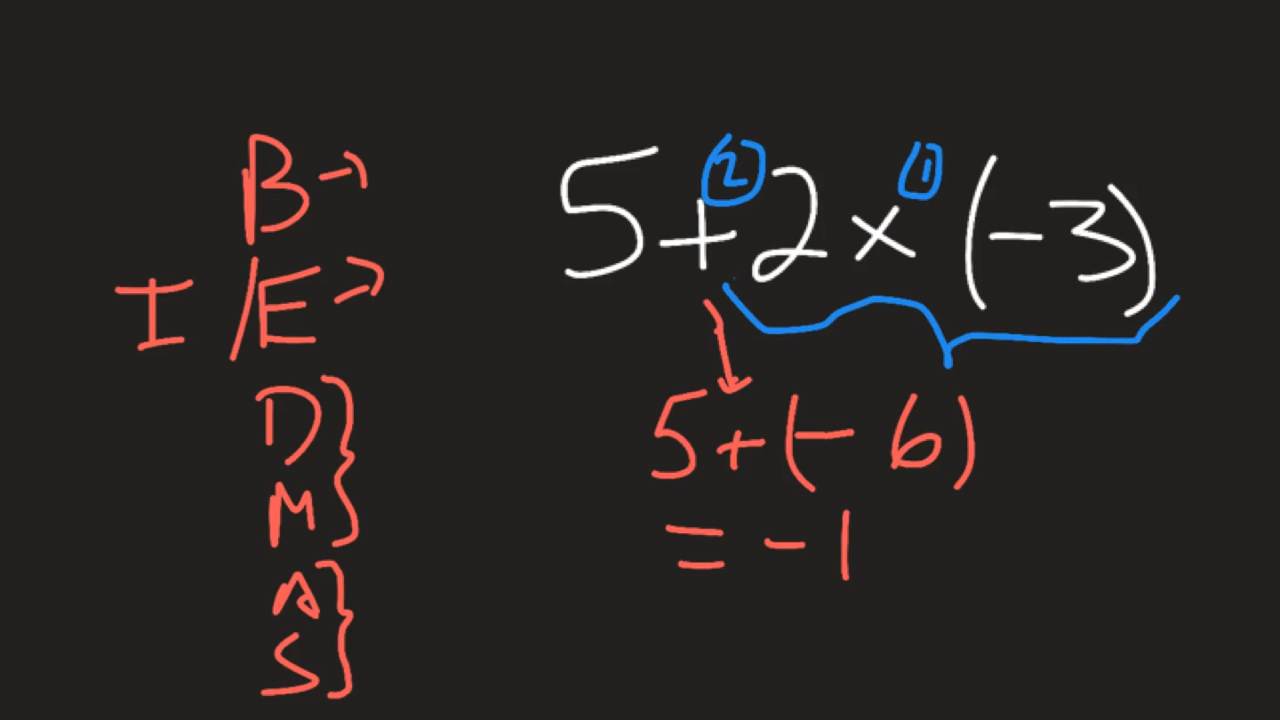 B→
I/E→
D}
M
A}
S
② ①
5+2×(-3)
5+(-6)
=-1